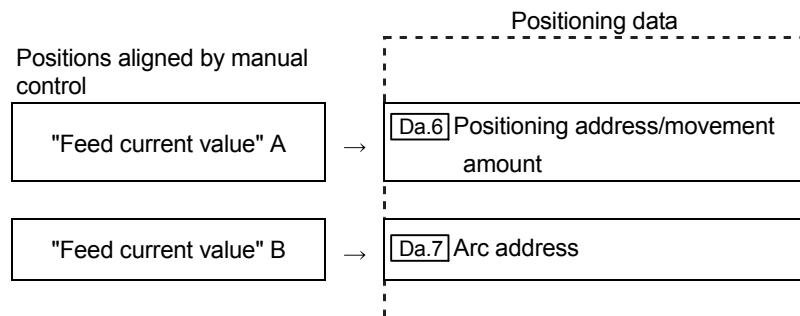 Positioning data
Positions aligned by manual
control
"Feed current value" A → Da.6 Positioning address/movement
amount
"Feed current value" B → Da.7 Arc address